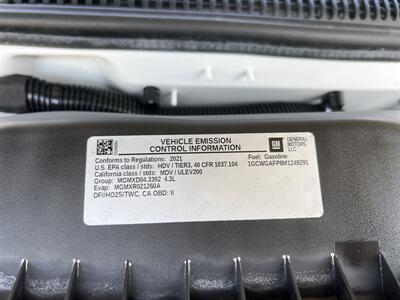 VEHICLE EMISSION
CONTROL INFORMATION
GM
GENERAL
MOTORS
LLC
Conforms to Regulations: 2021
Fuel: Gasoline
U.S. EPA class / stds: HDV / TIER3, 40 CFR 1037.104
1GCWGAFP8M1249291
California class / stds: MDV / ULEV200
Group: MGMXD04.3392 4.3L
Evap: MGMXR021260A
DFI/HO2S/TWC, CA OBD: II